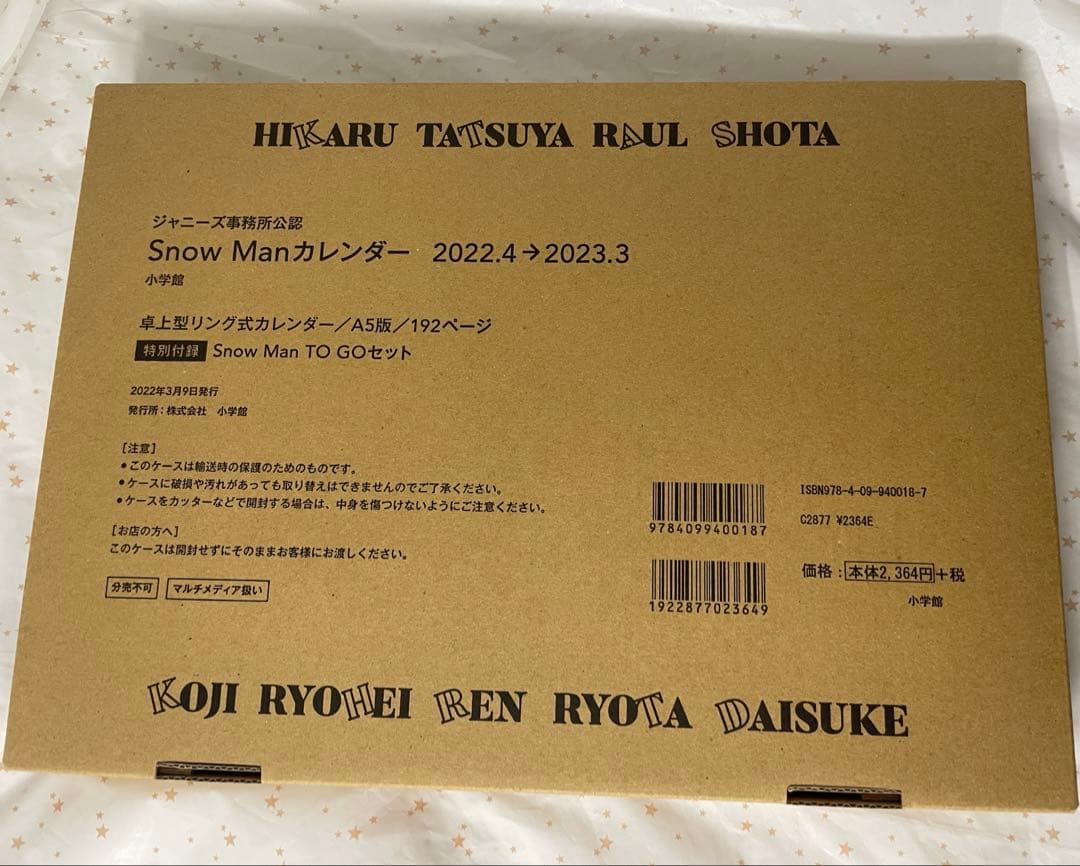 HIKARU TATSUYA RAUL SHOTA
ジャニーズ事務所公認
Snow Manカレンダー 2022.4→2023.3
小学館
卓上型リング式カレンダー／A5版／192ページ
特別付録 Snow Man TO GOセット
2022年3月9日発行
発行所：株式会社　小学館
[注意]
●このケースは輸送時の保護のためのものです。
●ケースに破損や汚れがあっても取り替えはできませんのでご了承ください。
●ケースをカッターなどで開封する場合は、中身を傷つけないようにご注意ください。
[お店の方へ]
このケースは開封せずにそのままお客様にお渡しください。
分売不可 マルチメディア扱い
9784099400187
ISBN978-4-09-940018-7
C2877 ¥2364E
1922877023649
価格：本体2,364円+税
小学館
KOJI RYOHEI REN RYOTA DAISUKE